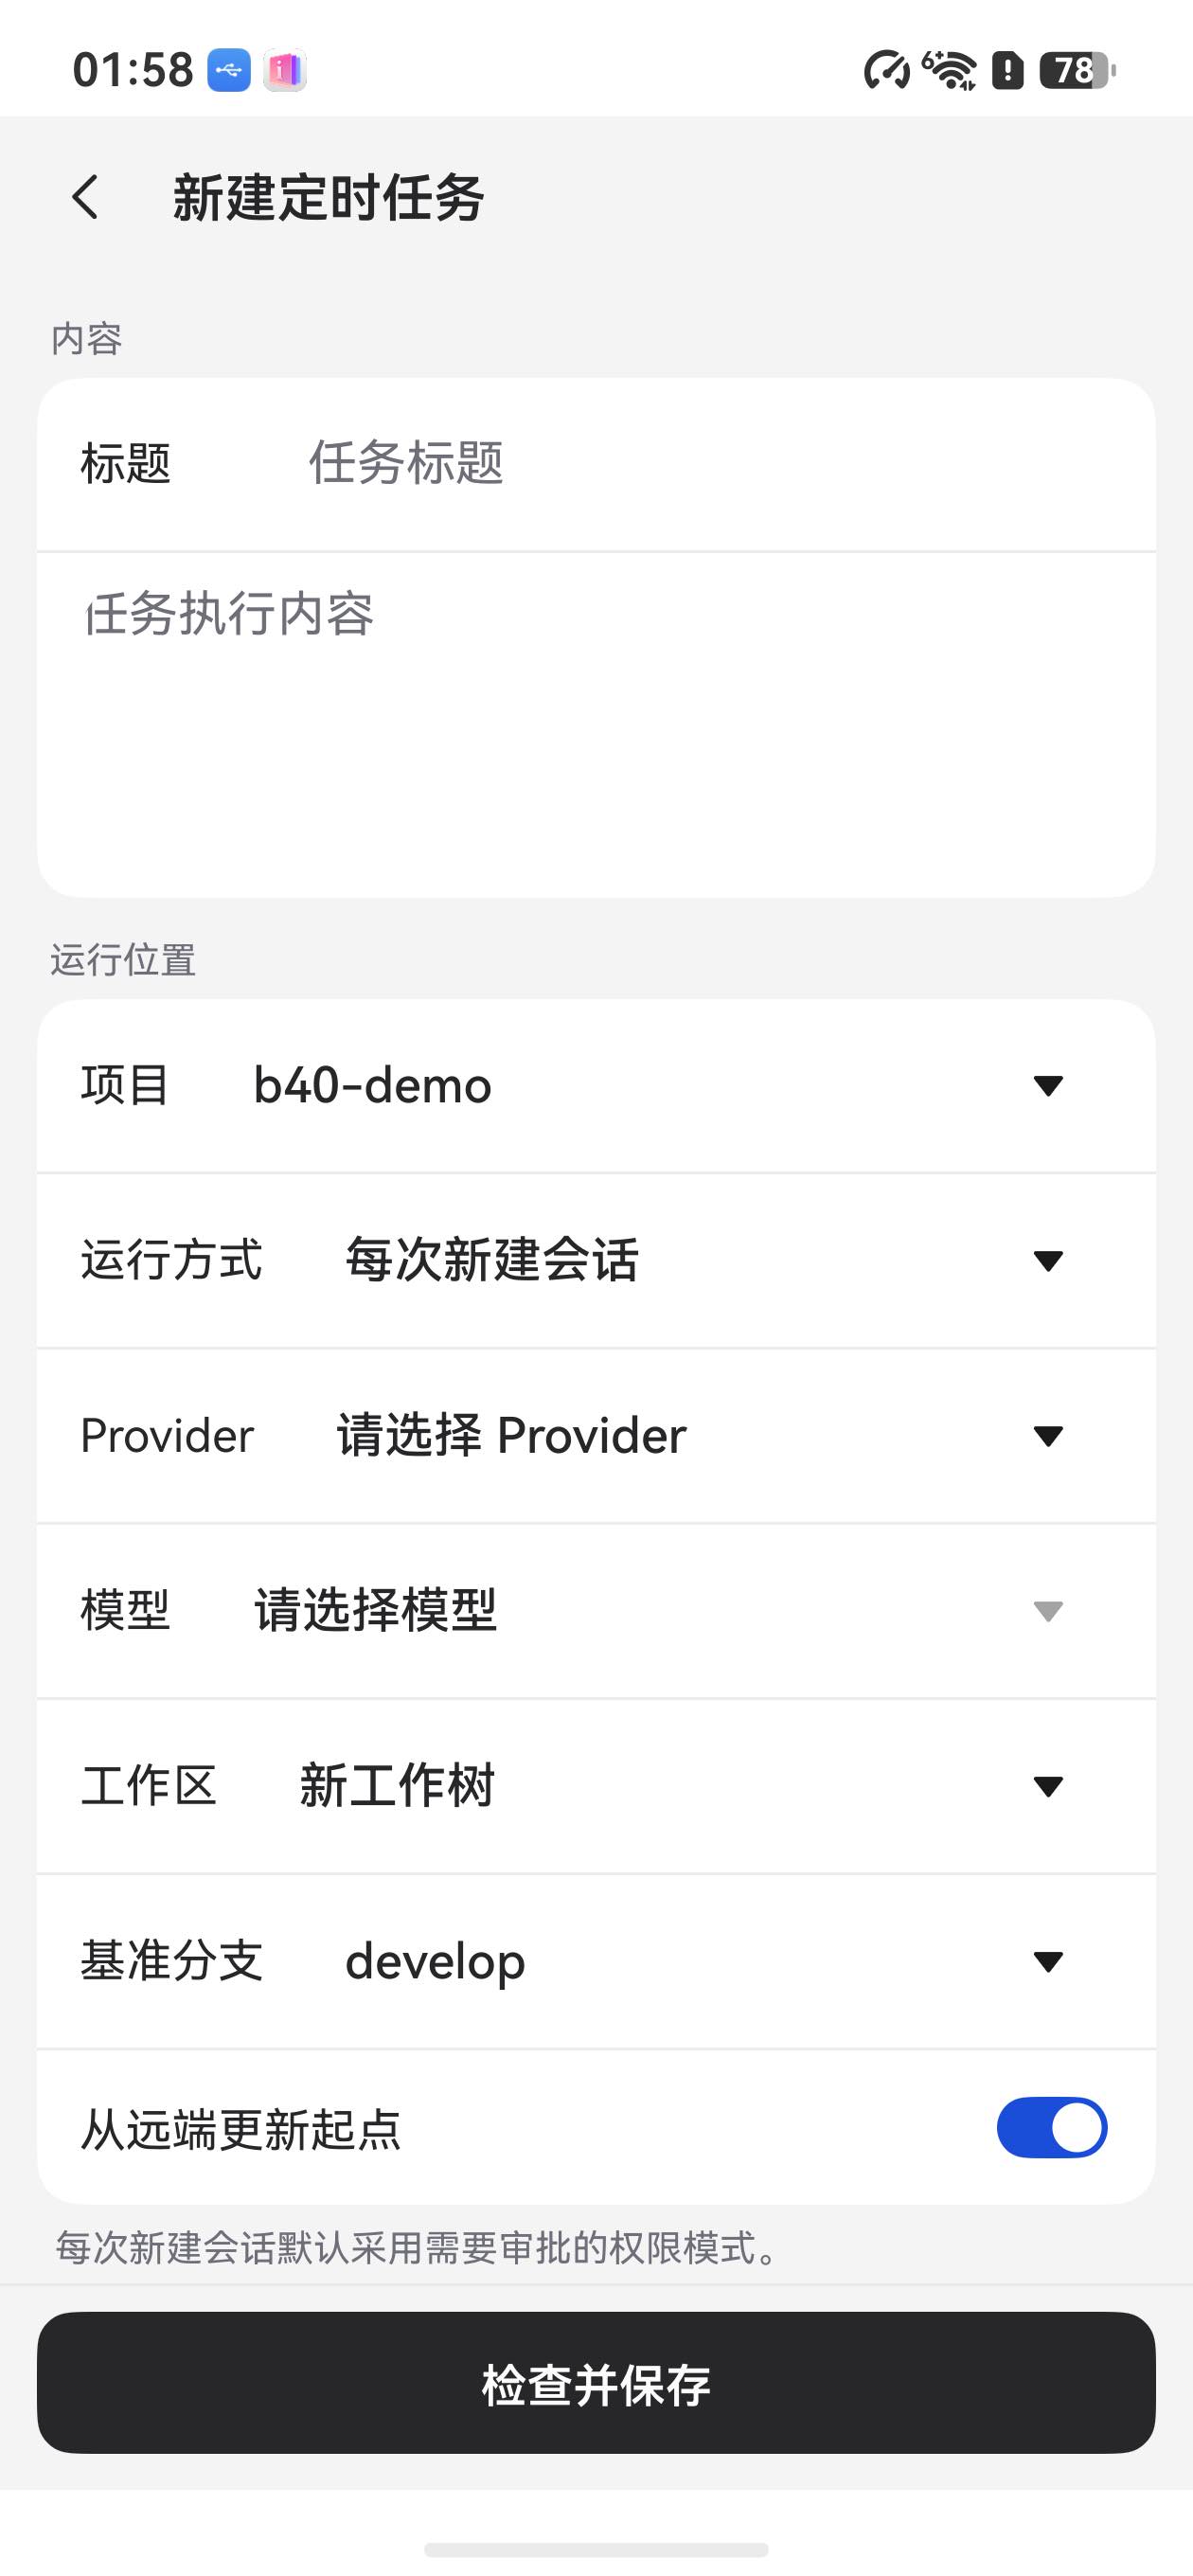 01:58
78
新建定时任务
内容
标题 任务标题
任务执行内容
运行位置
项目 b40-demo
运行方式 每次新建会话
Provider 请选择 Provider
模型 请选择模型
工作区 新工作树
基准分支 develop
从远端更新起点
每次新建会话默认采用需要审批的权限模式。
检查并保存